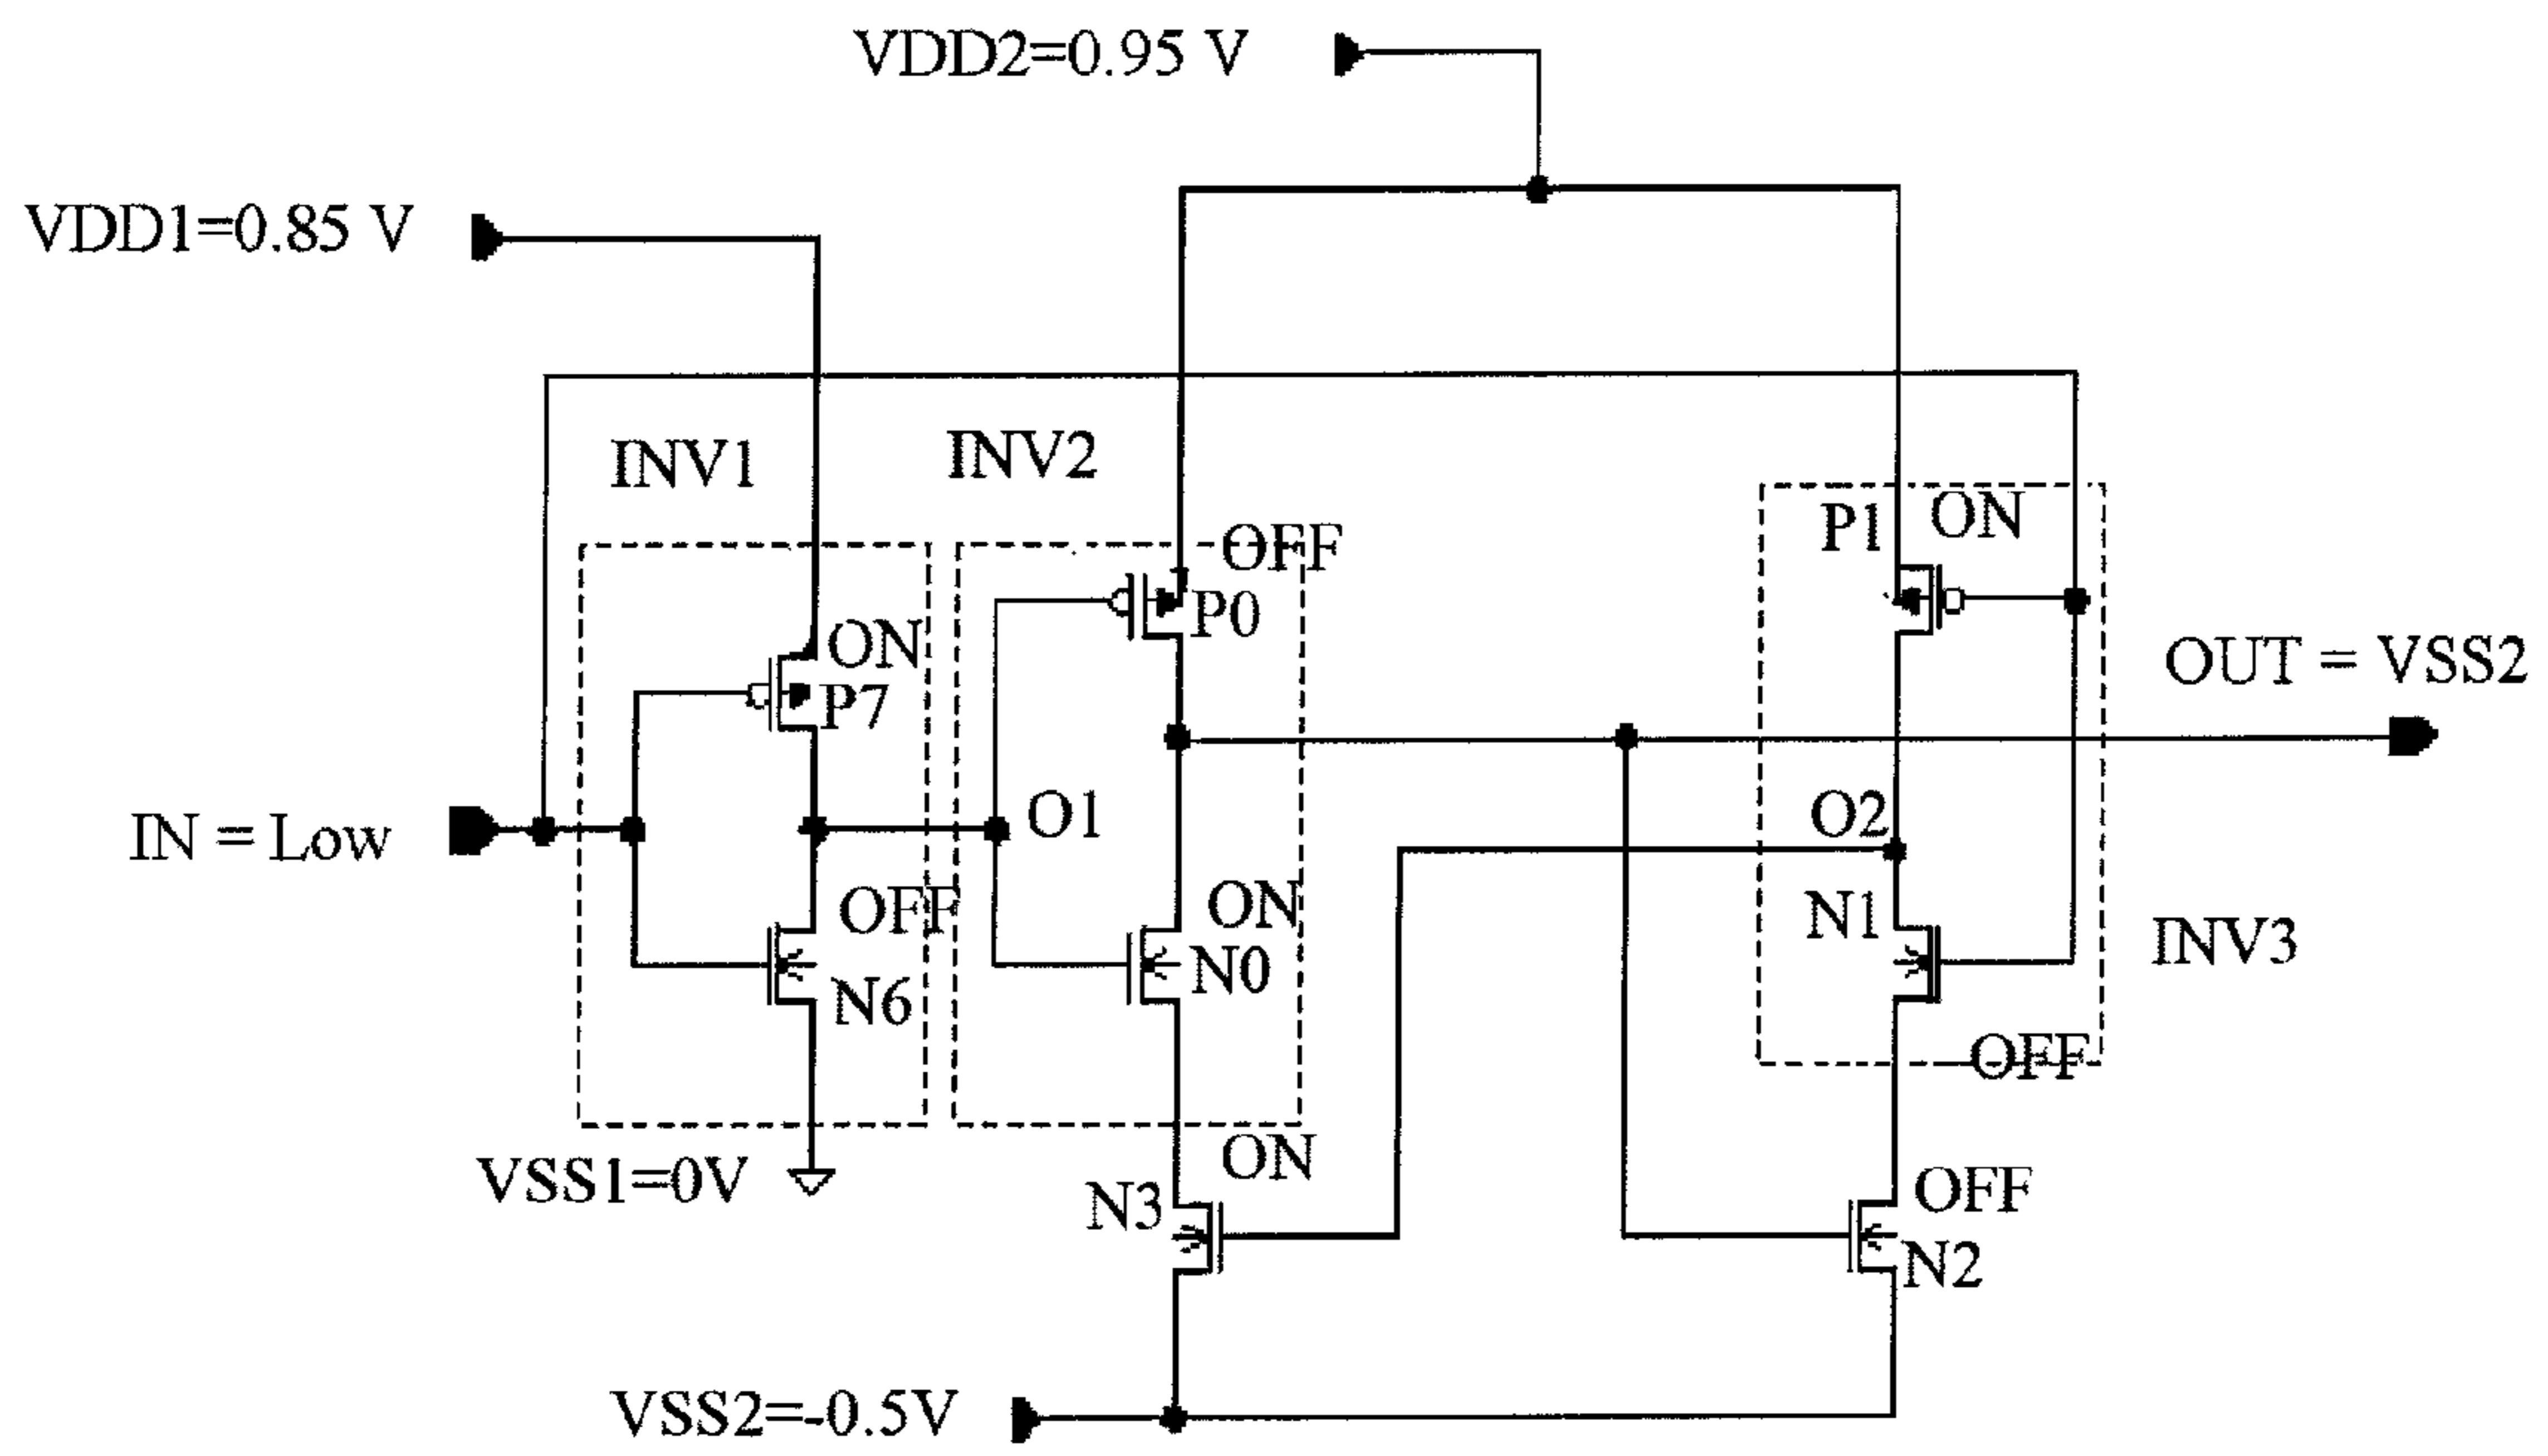 VDD2=0.95 V
VDD1=0.85 V
INV1
INV2
P1
ON
OFF
P0
ON
P7
OUT = VSS2
IN = Low
O1
O2
OFF
N6
ON
N0
N1
INV3
OFF
VSS1=0V
ON
N3
OFF
N2
VSS2=-0.5V